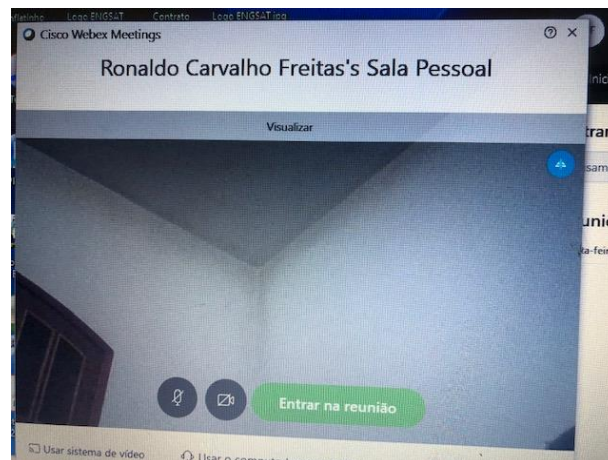 Logo ENGSAT Contrato Logo ENGSAT.jpg
Cisco Webex Meetings
Ronaldo Carvalho Freitas's Sala Pessoal
Visualizar
Entrar na reunião
Usar sistema de vídeo Usar o